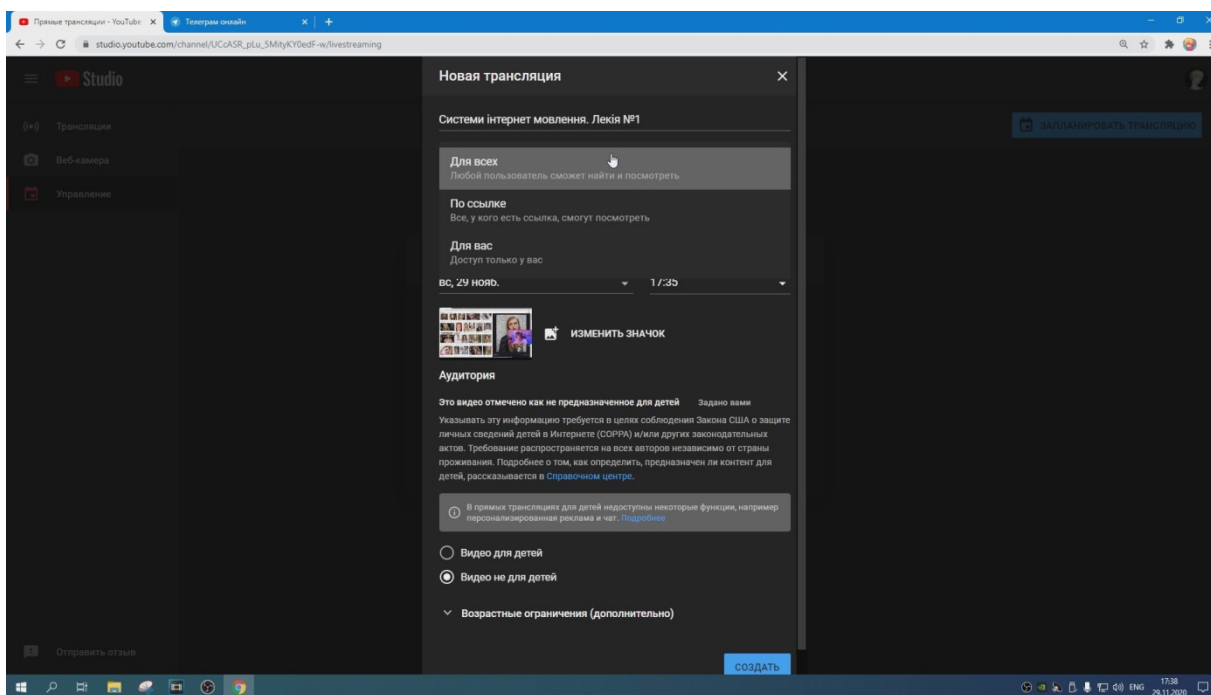 Прямые трансляции - YouTube
Телеграм онлайн
studio.youtube.com/channel/UCcASR_pLu_5MityKY0edF-w/livestreaming
Studio
Новая трансляция
Системи інтернет мовлення. Лекія №1
Трансляции
ЗАПЛАНИРОВАТЬ ТРАНСЛЯЦИЮ
Веб-камера
Управление
Для всех
Любой пользователь сможет найти и посмотреть
По ссылке
Все, у кого есть ссылка, смогут посмотреть
Для вас
Доступ только у вас
вс, 29 нояб.
17:35
ИЗМЕНИТЬ ЗНАЧОК
Аудитория
Это видео отмечено как не предназначенное для детей Задано вами
Указывать эту информацию требуется в целях соблюдения Закона США о защите
личных сведений детей в Интернете (COPPA) и/или других законодательных
актов. Требование распространяется на всех авторов независимо от страны
проживания. Подробнее о том, как определить, предназначен ли контент для
детей, рассказывается в Справочном центре.
В прямых трансляциях для детей недоступны некоторые функции, например
персонализированная реклама и чат. Подробнее
Видео для детей
Видео не для детей
Возрастные ограничения (дополнительно)
Отправить отзыв
СОЗДАТЬ
ENG
17:38
29.11.2020